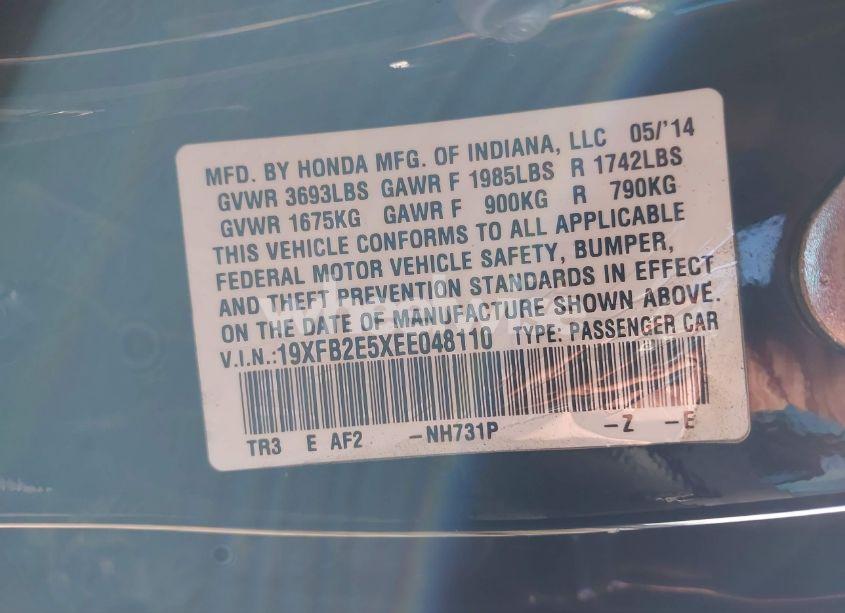 MFD. BY HONDA MFG. OF INDIANA, LLC 05/'14
GVWR 3693LBS GAWR F 1985LBS R 1742LBS
GVWR 1675KG GAWR F 900KG R 790KG
THIS VEHICLE CONFORMS TO ALL APPLICABLE
FEDERAL MOTOR VEHICLE SAFETY, BUMPER,
AND THEFT PREVENTION STANDARDS IN EFFECT
ON THE DATE OF MANUFACTURE SHOWN ABOVE.
V.I.N.:19XFB2E5XEE048110 TYPE: PASSENGER CAR
TR3 E AF2 -NH731P -Z -E